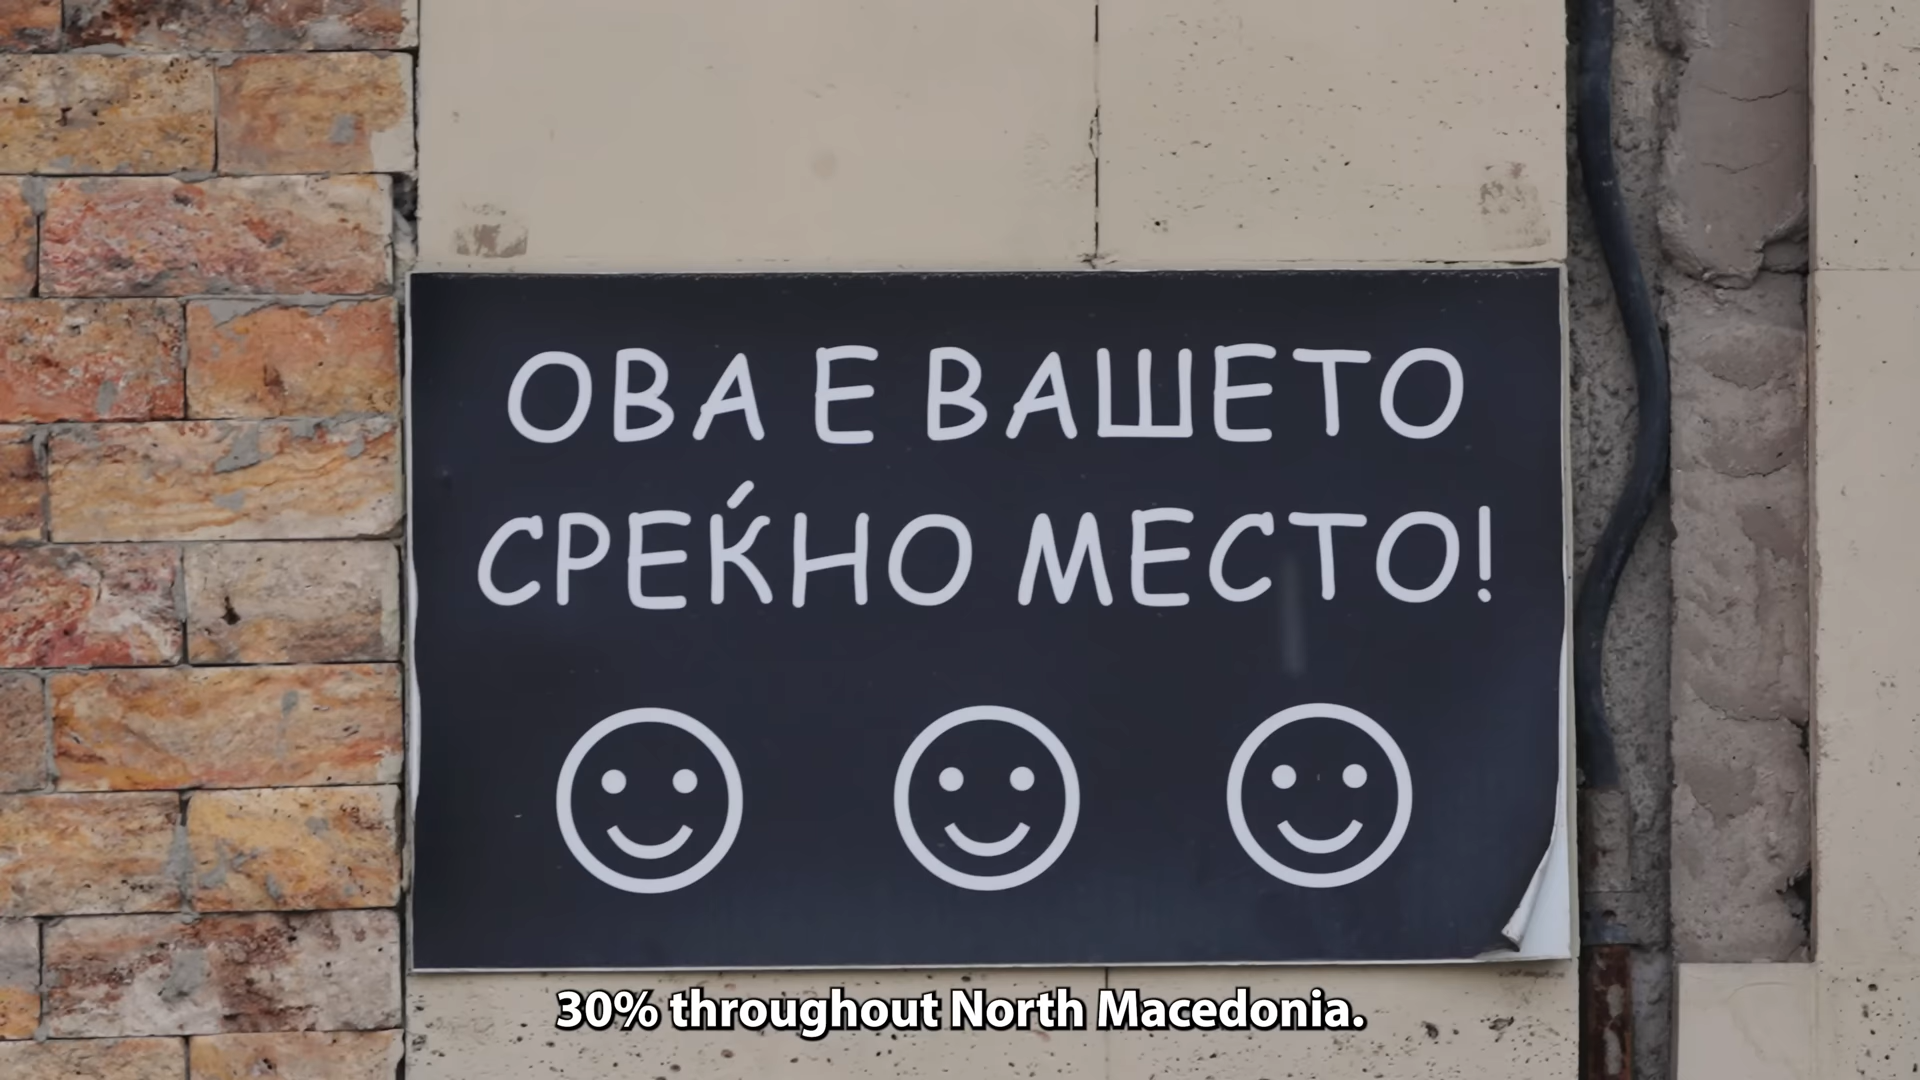 ОВА Е ВАШЕТО
СРЕЌНО МЕСТО!
30% throughout North Macedonia.